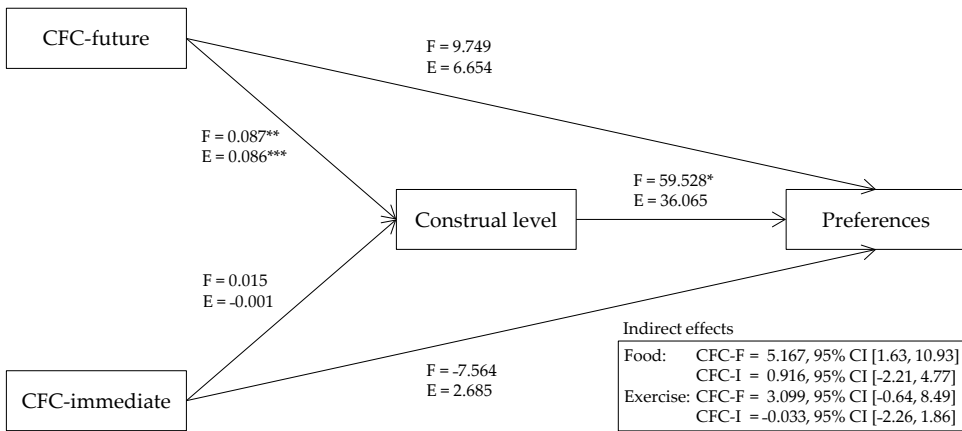 CFC-future
F = 9.749
E = 6.654
F = 0.087**
E = 0.086***
F = 59.528*
E = 36.065
Construal level
Preferences
F = 0.015
E = -0.001
F = -7.564
E = 2.685
CFC-immediate
Indirect effects
Food: CFC-F = 5.167, 95% CI [1.63, 10.93]
CFC-I = 0.916, 95% CI [-2.21, 4.77]
Exercise: CFC-F = 3.099, 95% CI [-0.64, 8.49]
CFC-I = -0.033, 95% CI [-2.26, 1.86]